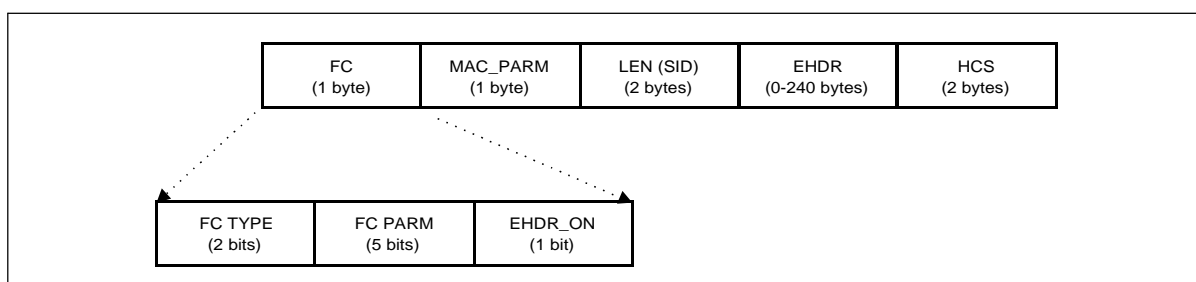 FC
(1 byte)
MAC_PARM
(1 byte)
LEN (SID)
(2 bytes)
EHDR
(0-240 bytes)
HCS
(2 bytes)
FC TYPE
(2 bits)
FC PARM
(5 bits)
EHDR_ON
(1 bit)